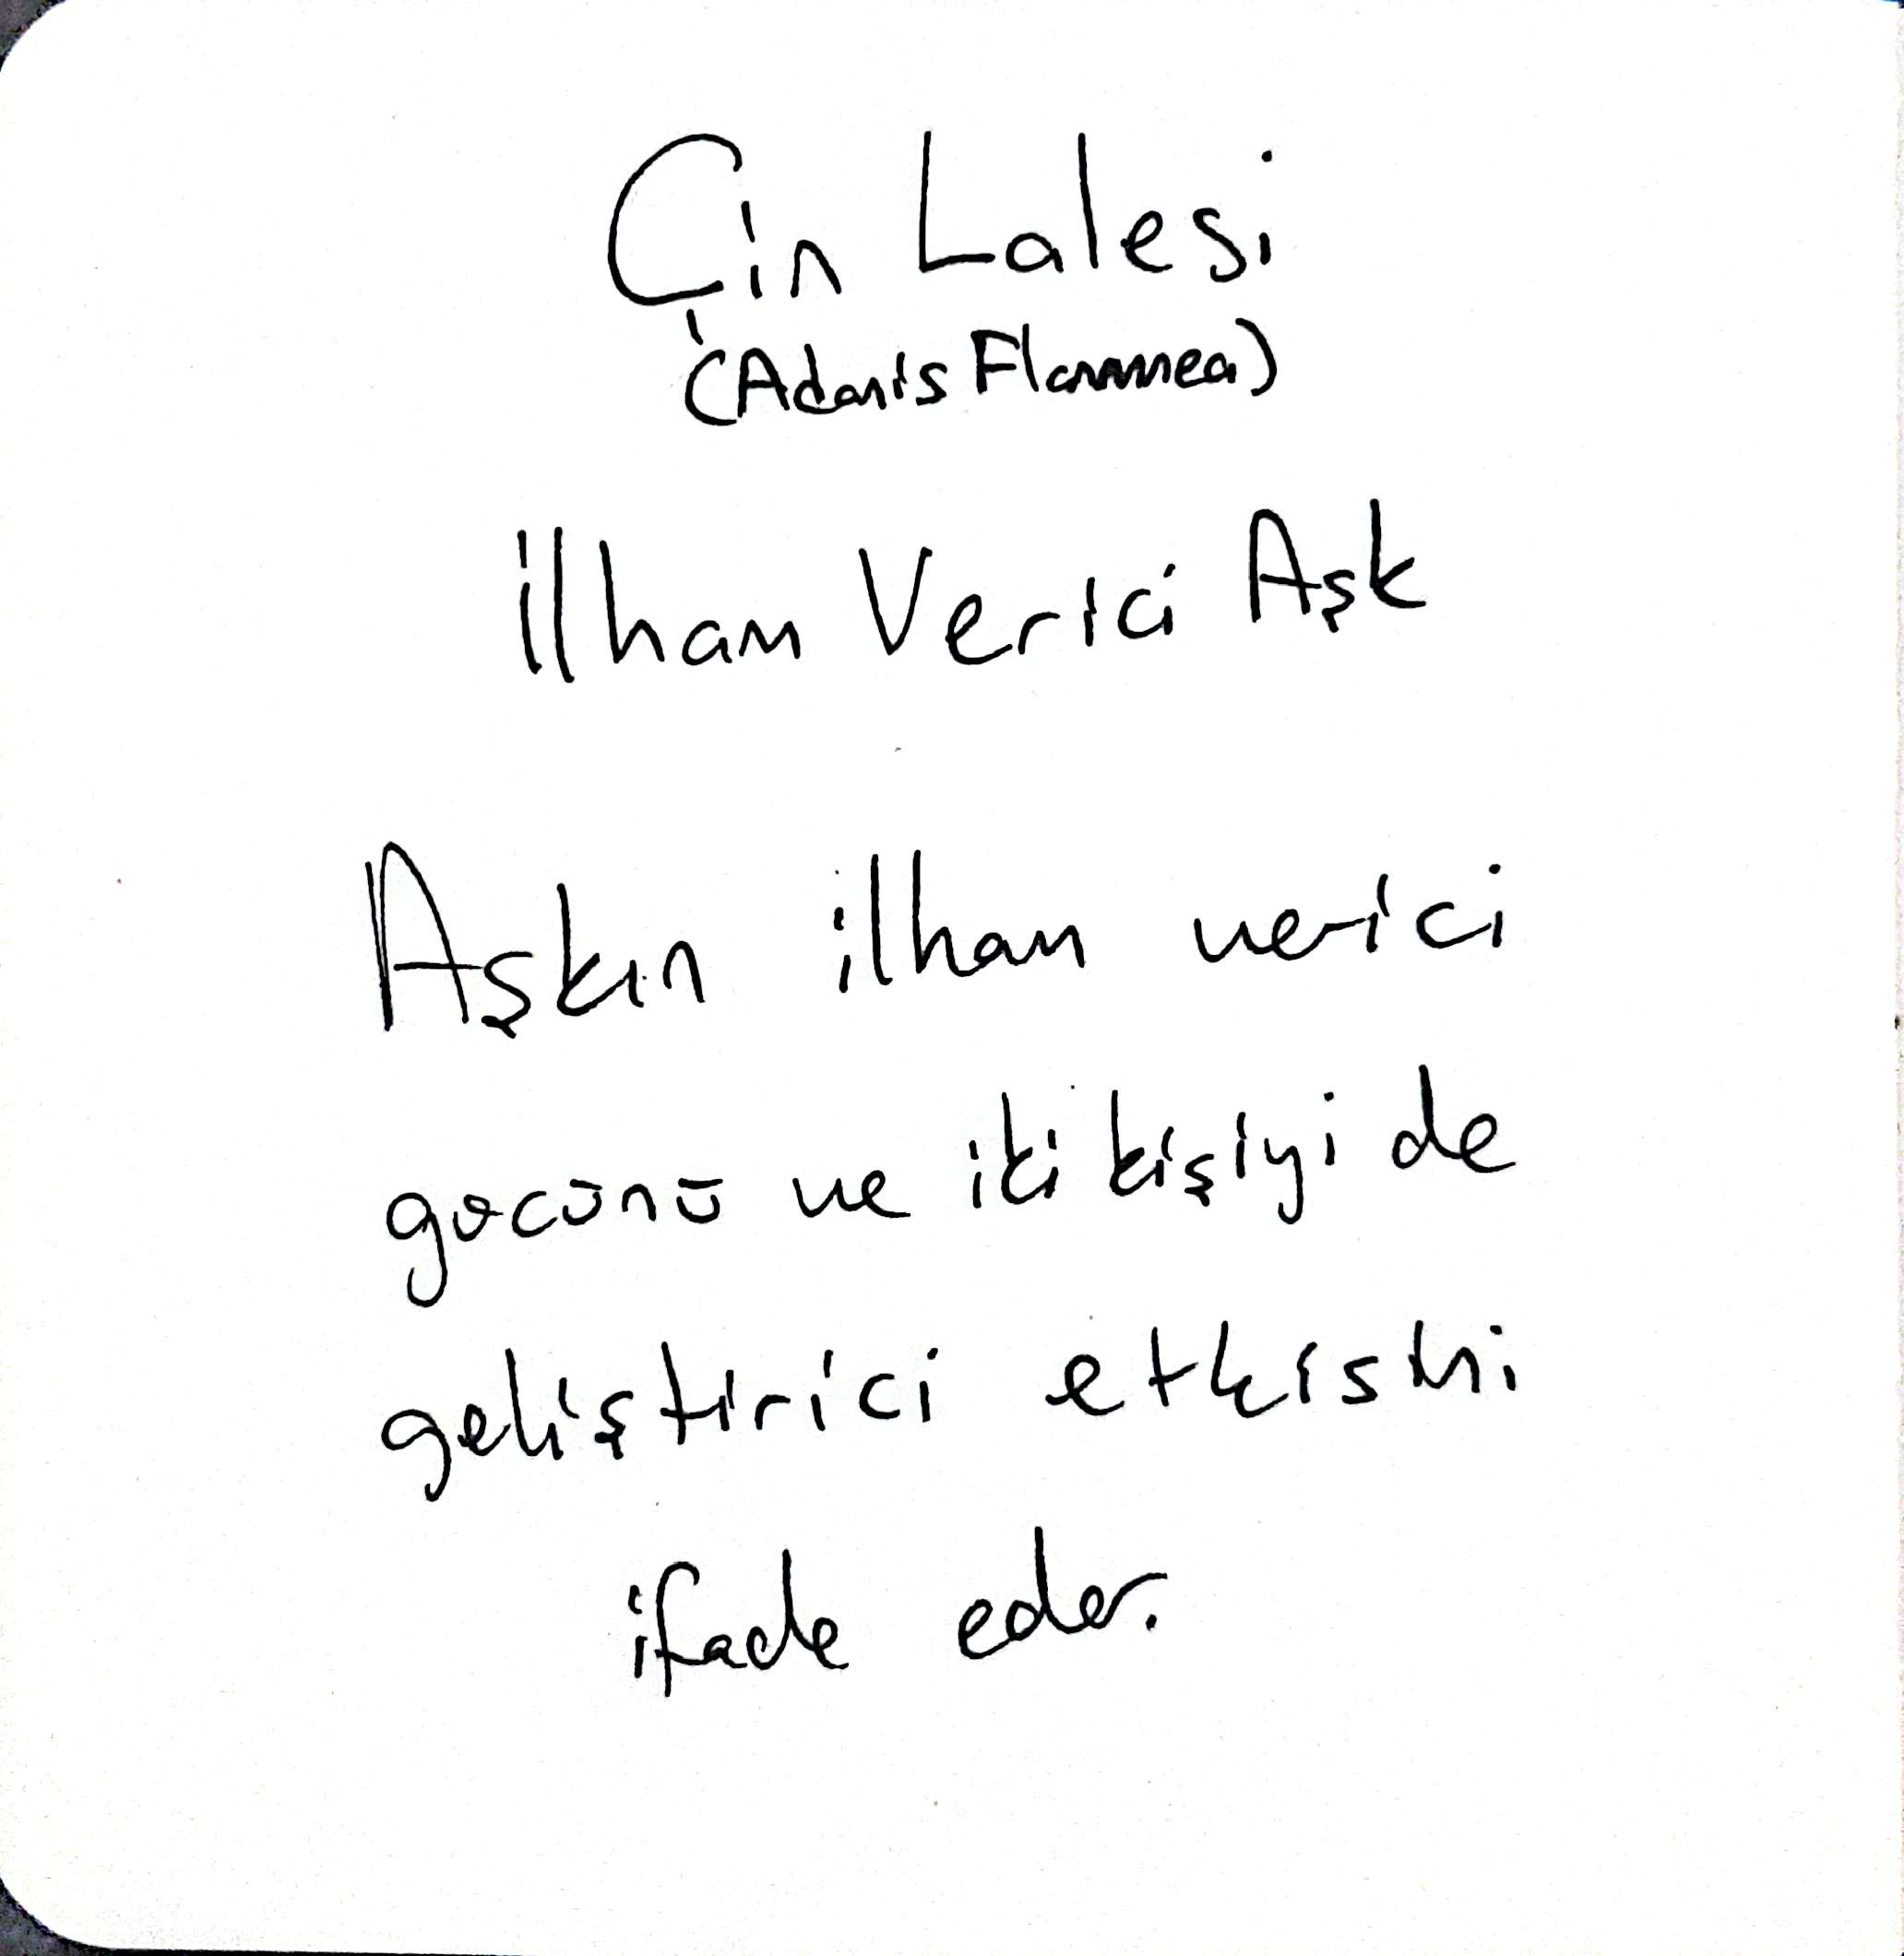 Çin Lalesi
(Adonis Flammea)
İlham Verici Aşk
Aşkın ilham verici
gücünü ve iki kişiyi de
geliştirici etkisini
ifade eder.